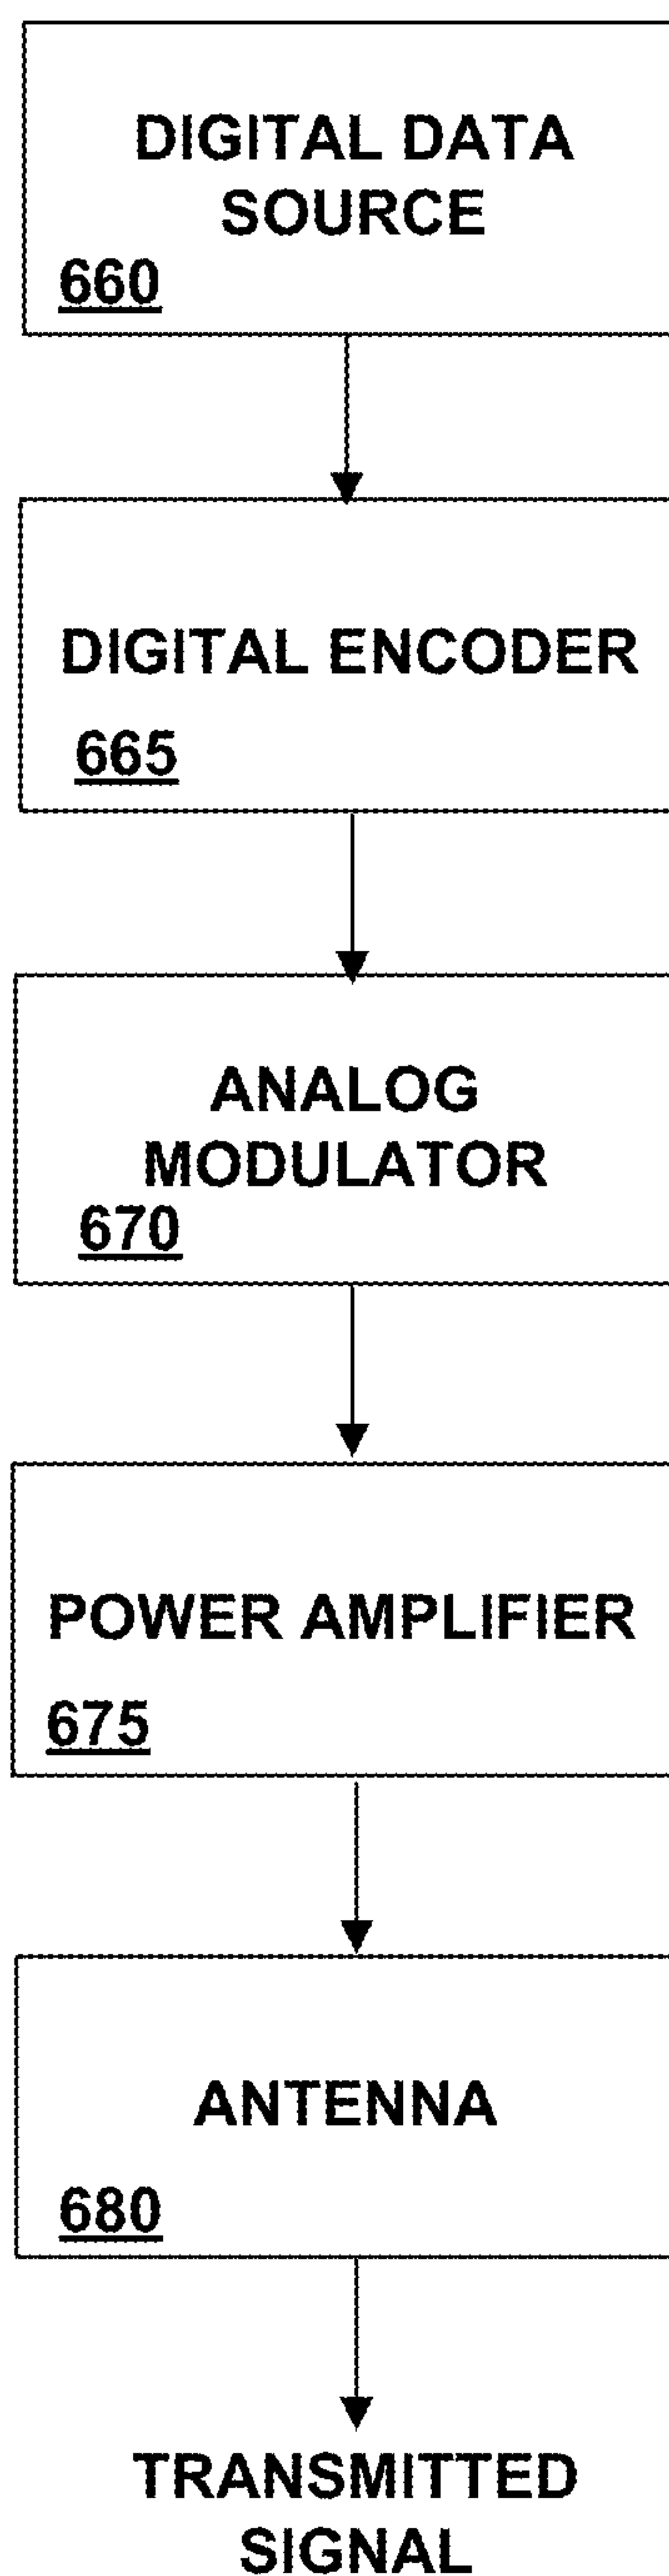 DIGITAL DATA
SOURCE
660
DIGITAL ENCODER
665
ANALOG
MODULATOR
670
POWER AMPLIFIER
675
ANTENNA
680
TRANSMITTED
SIGNAL